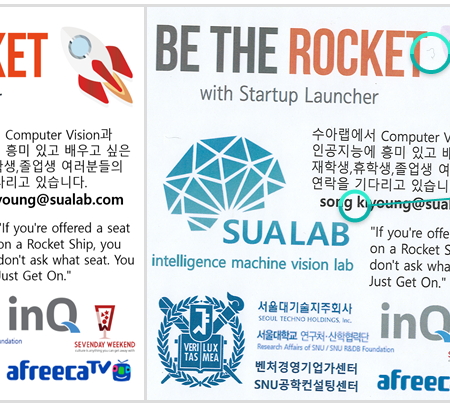 KET
r
Computer Vision과
흥미 있고 배우고 싶은
학생,졸업생 여러분들의
다리고 있습니다.
young@sualab.com
"If you're offered a seat
on a Rocket Ship, you
don't ask what seat. You
Just Get On."
inQ
oundation
SEVENDAY WEEKEND
afreecaTV
BE THE ROCKET
with Startup Launcher
수아랩에서 Computer V
인공지능에 흥미 있고 배
재학생,휴학생,졸업생 여
연락을 기다리고 있습니
song kiyoung@sua
SUALAB
intelligence machine vision lab
"If you're offered
on a Rocket S
don't ask wha
Just Get On."
VERI LUX
TAS MEA
서울대기술지주회사
SEOUL TECHNO HOLDINGS, INC.
서울대학교 연구처·산학협력단
Research Affairs of SNU / SNU R&DB Foundation
벤처경영기업가센터
SNU공학컨설팅센터
inQ
SEVE
afreeca